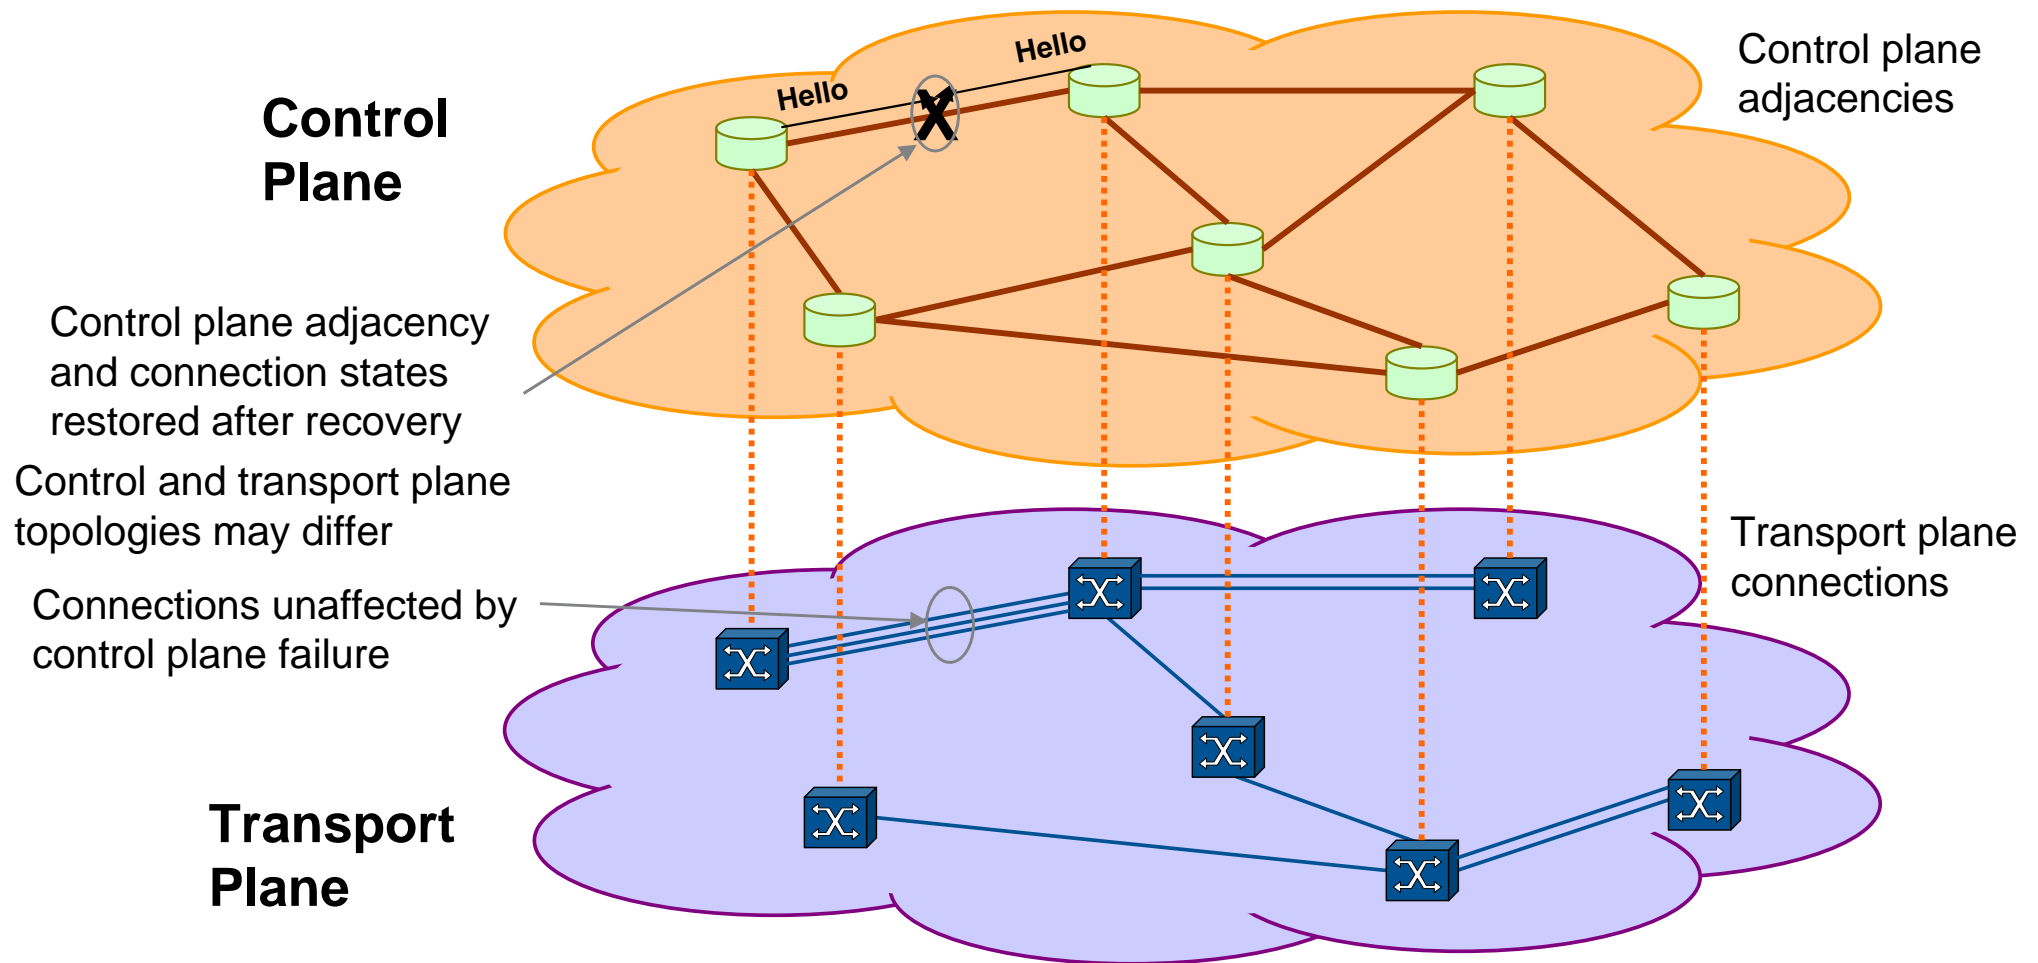 Hello
Hello
Control plane
adjacencies
Control
Plane
Control plane adjacency
and connection states
restored after recovery
Control and transport plane
topologies may differ
Transport plane
connections
Connections unaffected by
control plane failure
Transport
Plane